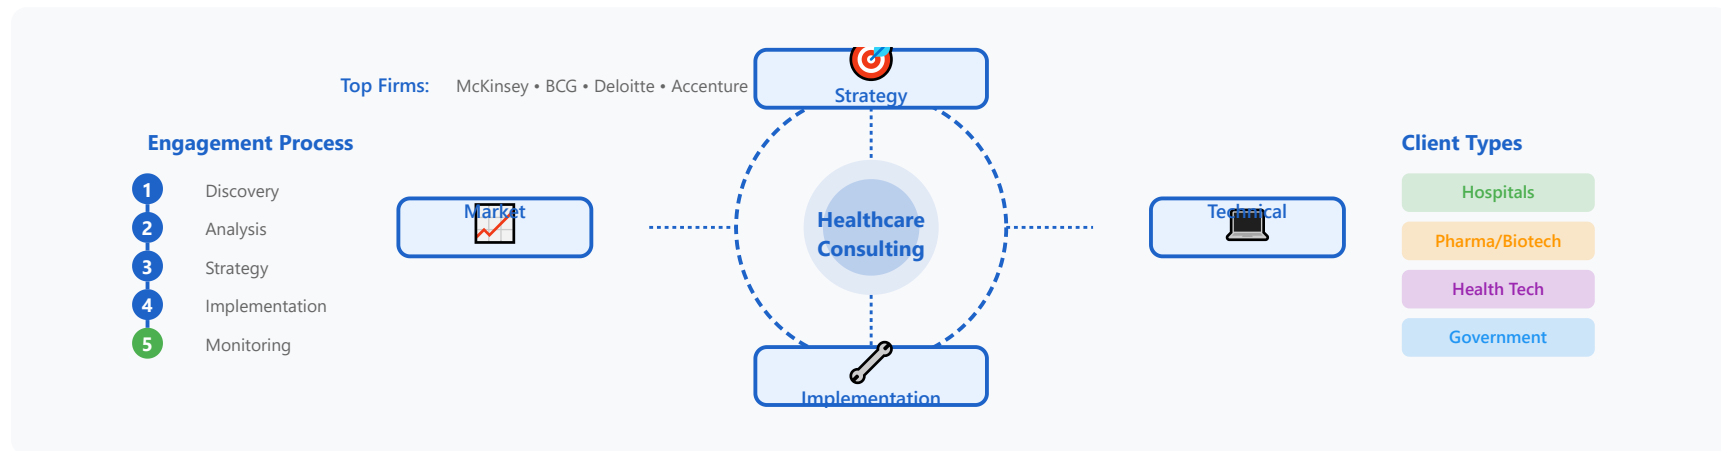 Top Firms: McKinsey • BCG • Deloitte • Accenture
Strategy
Engagement Process
1 Discovery
2 Analysis
3 Strategy
4 Implementation
5 Monitoring
Market
Healthcare
Consulting
Technical
Implementation
Client Types
Hospitals
Pharma/Biotech
Health Tech
Government